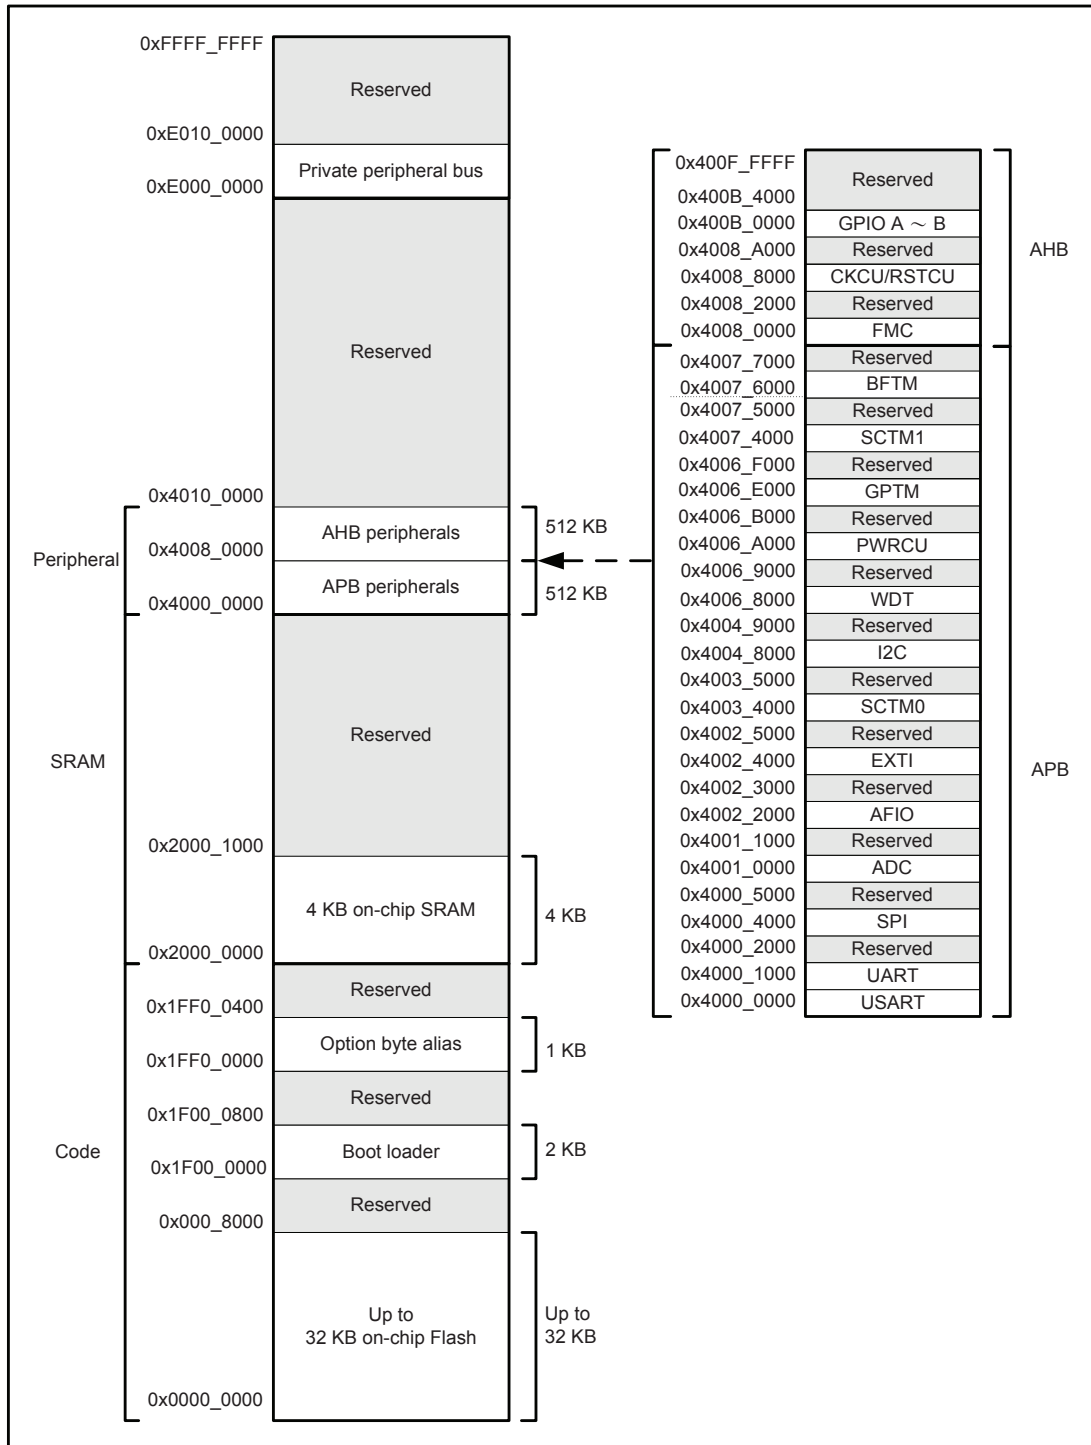 0xFFFF_FFFF
Reserved
0xE010_0000
Private peripheral bus
0xE000_0000
Reserved
0x4010_0000
AHB peripherals
512 KB
Peripheral
0x4008_0000
APB peripherals
512 KB
0x4000_0000
Reserved
SRAM
0x2000_1000
4 KB on-chip SRAM
4 KB
0x2000_0000
Reserved
0x1FF0_0400
Option byte alias
1 KB
0x1FF0_0000
Reserved
0x1F00_0800
Code
Boot loader
2 KB
0x1F00_0000
Reserved
0x000_8000
Up to
32 KB on-chip Flash
Up to
32 KB
0x0000_0000
0x400F_FFFF
Reserved
0x400B_4000
0x400B_0000 GPIO A ~ B
0x4008_A000 Reserved
AHB
0x4008_8000 CKCU/RSTCU
0x4008_2000 Reserved
0x4008_0000 FMC
0x4007_7000 Reserved
0x4007_6000 BFTM
0x4007_5000 Reserved
0x4007_4000 SCTM1
0x4006_F000 Reserved
0x4006_E000 GPTM
0x4006_B000 Reserved
0x4006_A000 PWRCU
0x4006_9000 Reserved
0x4006_8000 WDT
0x4004_9000 Reserved
0x4004_8000 I2C
0x4003_5000 Reserved
0x4003_4000 SCTM0
0x4002_5000 Reserved
0x4002_4000 EXTI
APB
0x4002_3000 Reserved
0x4002_2000 AFIO
0x4001_1000 Reserved
0x4001_0000 ADC
0x4000_5000 Reserved
0x4000_4000 SPI
0x4000_2000 Reserved
0x4000_1000 UART
0x4000_0000 USART